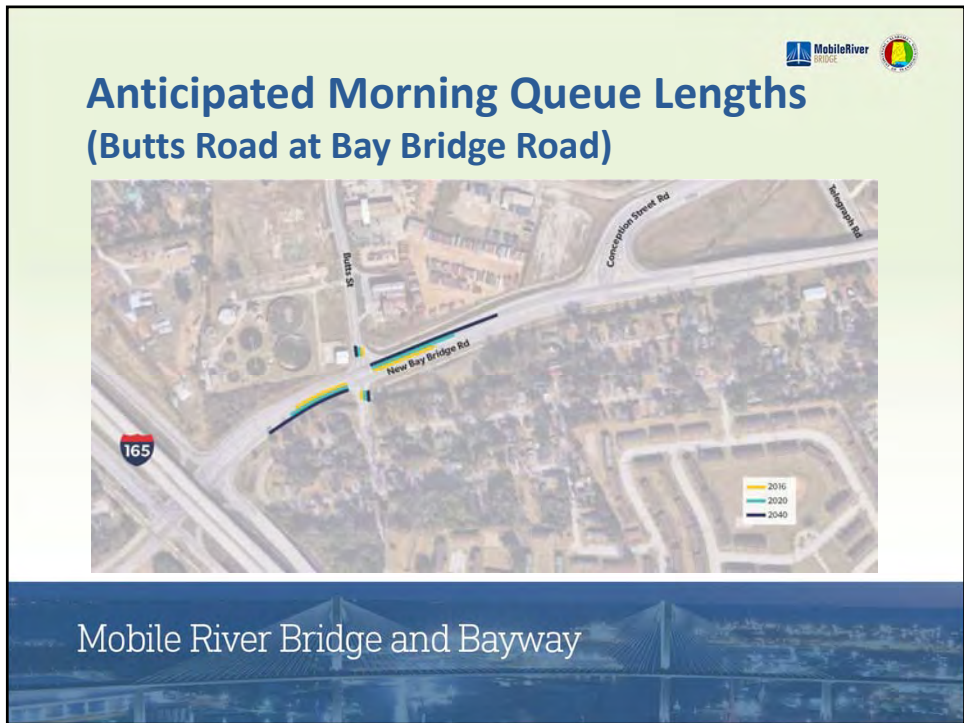 MobileRiver
BRIDGE
Anticipated Morning Queue Lengths
(Butts Road at Bay Bridge Road)
Telegraph Rd
Conception Street Rd
Butts St
New Bay Bridge Rd
165
2016
2020
2040
Mobile River Bridge and Bayway